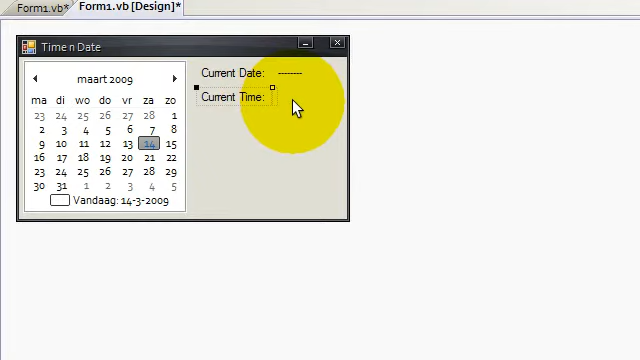 Form1.vb* Form1.vb [Design]*
Time n Date
maart 2009
Current Date: --------
Current Time:
ma di wo do vr za zo
23 24 25 26 27 28 1
2 3 4 5 6 7 8
9 10 11 12 13 14 15
16 17 18 19 20 21 22
23 24 25 26 27 28 29
30 31 1 2 3 4 5
Vandaag: 14-3-2009